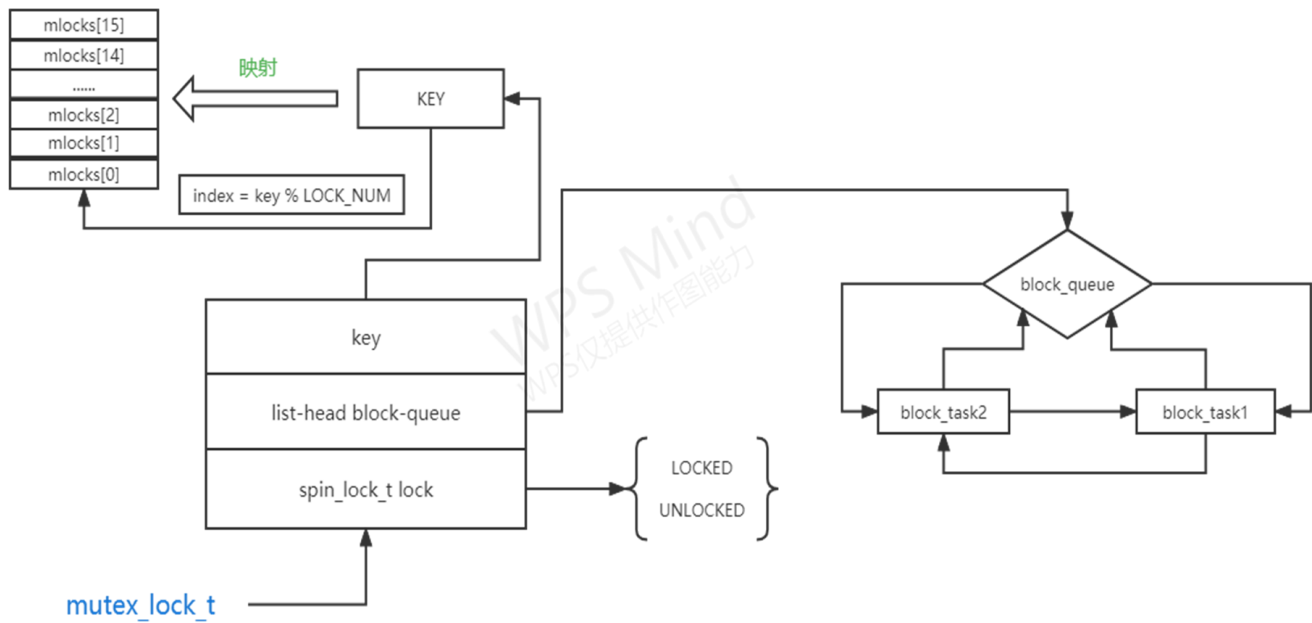 mlocks[15]
mlocks[14]
......
mlocks[2]
mlocks[1]
mlocks[0]
映射
KEY
index = key % LOCK_NUM
key
list-head block-queue
spin_lock_t lock
mutex_lock_t
LOCKED
UNLOCKED
block_queue
block_task2
block_task1
WPS Mind
WPS仅提供作图能力